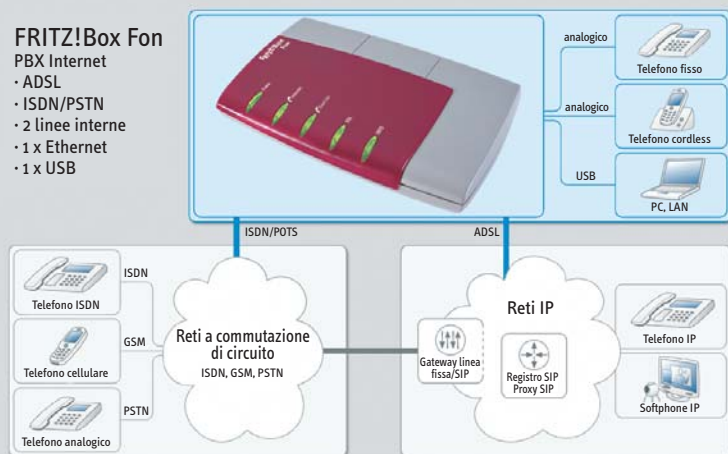 FRITZ!Box Fon
PBX Internet
· ADSL
· ISDN/PSTN
· 2 linee interne
· 1 x Ethernet
· 1 x USB
FRITZ!Box
Fon
analogico
Telefono fisso
analogico
Telefono cordless
USB
PC, LAN
ISDN/POTS
ADSL
ISDN
Telefono ISDN
GSM
Telefono cellulare
PSTN
Telefono analogico
Reti a commutazione
di circuito
ISDN, GSM, PSTN
Reti IP
Gateway linea
fissa/SIP
Registro SIP
Proxy SIP
Telefono IP
Softphone IP